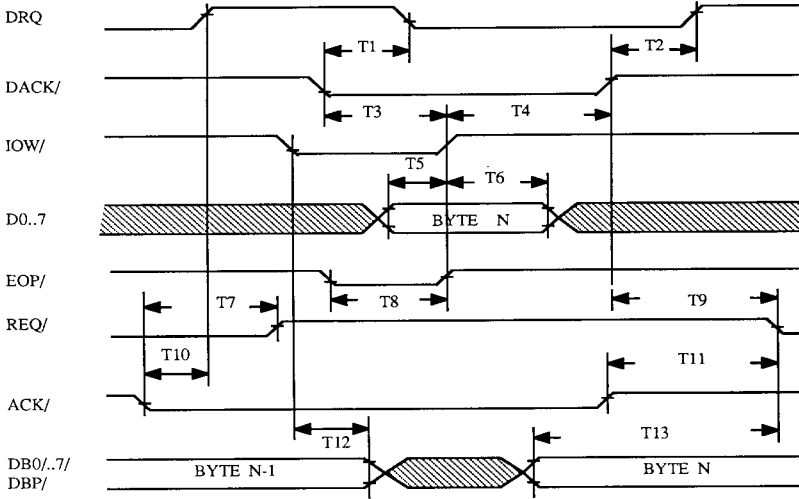 DRQ
T1
T2
DACK/
T3
T4
IOW/
T5
T6
D0..7
BYTE N
EOP/
T8
T7
T9
REQ/
T10
T11
ACK/
T12
T13
DB0/..7/
DBP/
BYTE N-1
BYTE N